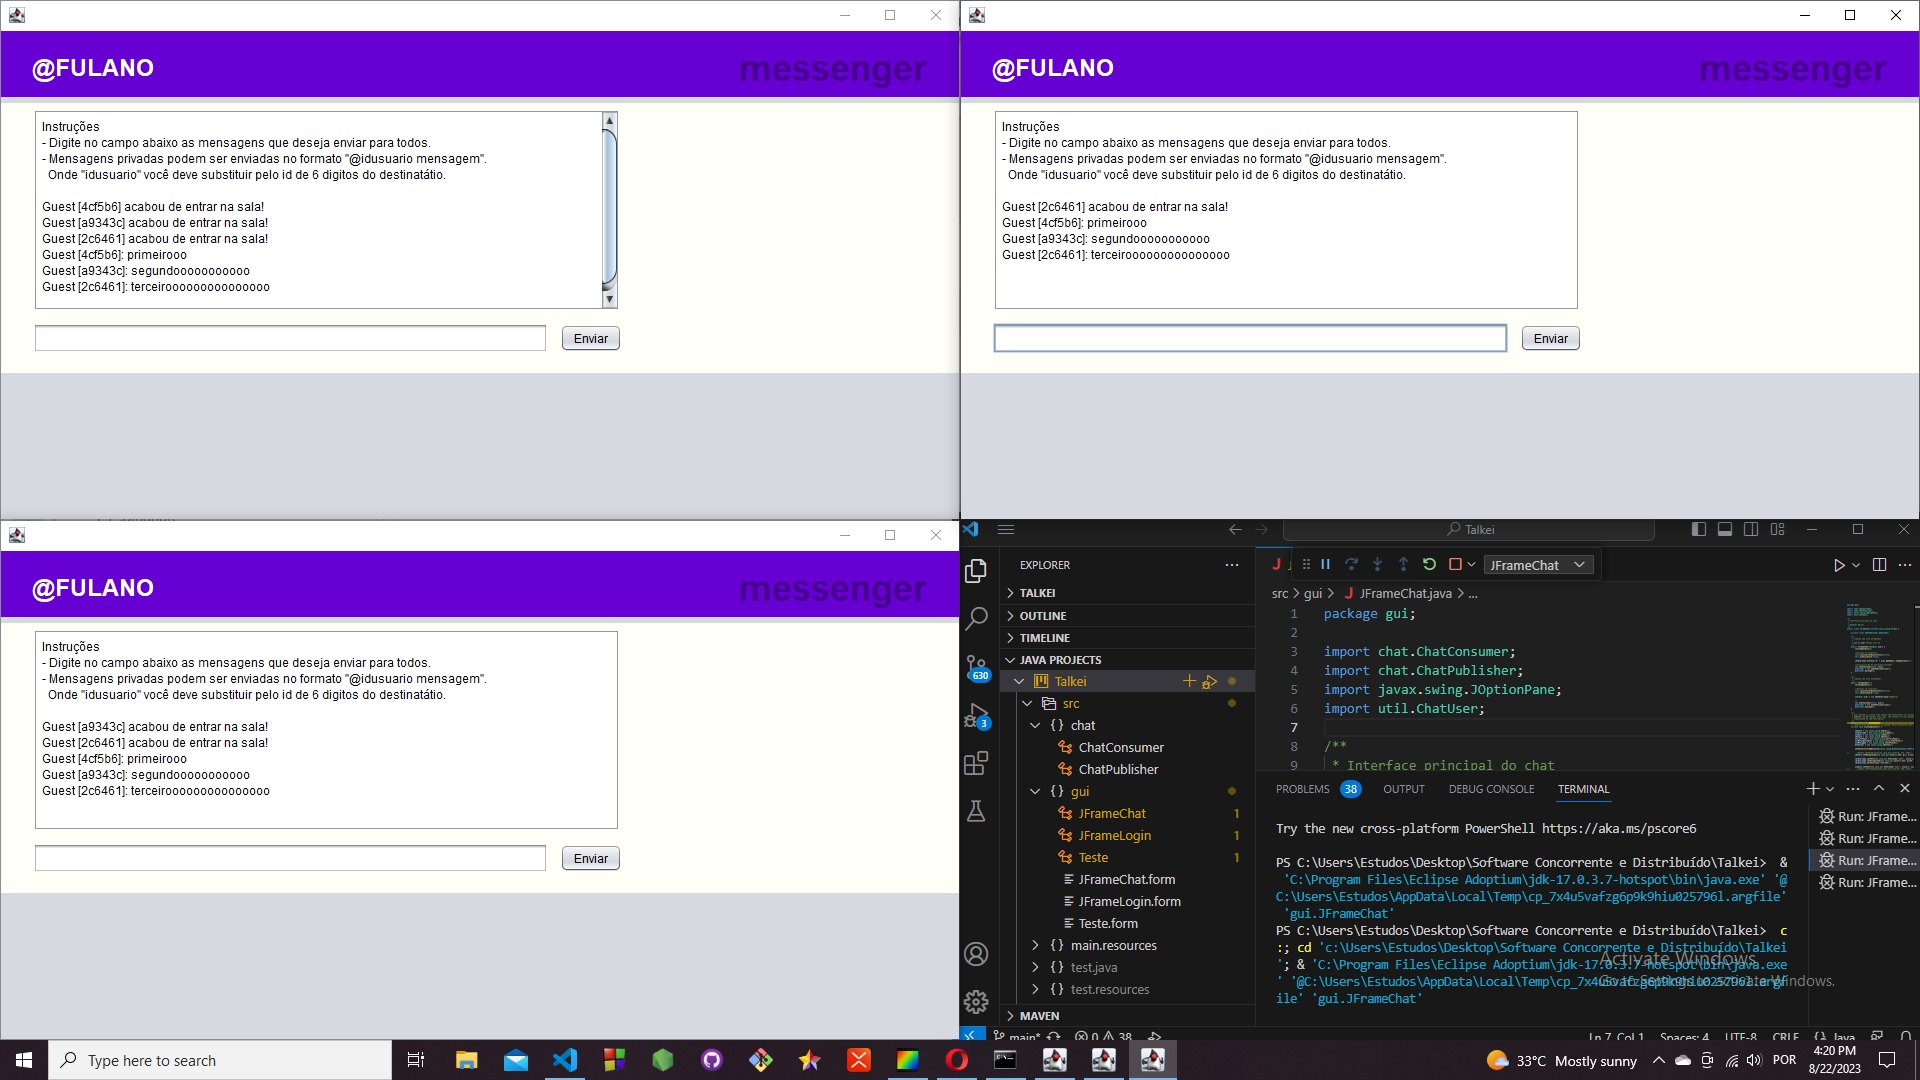 @FULANO
messenger
Instruções
- Digite no campo abaixo as mensagens que deseja enviar para todos.
- Mensagens privadas podem ser enviadas no formato "@idusuario mensagem".
Onde "idusuario" você deve substituir pelo id de 6 digitos do destinatátio.
Guest [4cf5b6] acabou de entrar na sala!
Guest [a9343c] acabou de entrar na sala!
Guest [2c6461] acabou de entrar na sala!
Guest [4cf5b6]: primeirooo
Guest [a9343c]: segundooooooooooo
Guest [2c6461]: terceirooooooooooooooo
Enviar
@FULANO
messenger
Instruções
- Digite no campo abaixo as mensagens que deseja enviar para todos.
- Mensagens privadas podem ser enviadas no formato "@idusuario mensagem".
Onde "idusuario" você deve substituir pelo id de 6 digitos do destinatátio.
Guest [2c6461] acabou de entrar na sala!
Guest [4cf5b6]: primeirooo
Guest [a9343c]: segundooooooooooo
Guest [2c6461]: terceirooooooooooooooo
Enviar
@FULANO
messenger
Instruções
- Digite no campo abaixo as mensagens que deseja enviar para todos.
- Mensagens privadas podem ser enviadas no formato "@idusuario mensagem".
Onde "idusuario" você deve substituir pelo id de 6 digitos do destinatátio.
Guest [a9343c] acabou de entrar na sala!
Guest [2c6461] acabou de entrar na sala!
Guest [4cf5b6]: primeirooo
Guest [a9343c]: segundooooooooooo
Guest [2c6461]: terceirooooooooooooooo
Enviar
Talkei
630
3
EXPLORER
TALKEI
OUTLINE
TIMELINE
JAVA PROJECTS
Talkei
src
{} chat
ChatConsumer
ChatPublisher
{} gui
JFrameChat 1
JFrameLogin 1
Teste 1
JFrameChat.form
JFrameLogin.form
Teste.form
{} main.resources
{} test.java
{} test.resources
MAVEN
J
JFrameChat
src > gui > J JFrameChat.java > ...
1 package gui;
2
3 import chat.ChatConsumer;
4 import chat.ChatPublisher;
5 import javax.swing.JOptionPane;
6 import util.ChatUser;
7
8 /**
9 * Interface principal do chat
PROBLEMS 38 OUTPUT DEBUG CONSOLE TERMINAL
Try the new cross-platform PowerShell https://aka.ms/pscore6
PS C:\Users\Estudos\Desktop\Software Concorrente e Distribuído\Talkei> &
'C:\Program Files\Eclipse Adoptium\jdk-17.0.3.7-hotspot\bin\java.exe' '@
C:\Users\Estudos\AppData\Local\Temp\cp_7x4u5vafzg6p9k9hiu025796l.argfile'
'gui.JFrameChat'
PS C:\Users\Estudos\Desktop\Software Concorrente e Distribuído\Talkei> c
:; cd 'c:\Users\Estudos\Desktop\Software Concorrente e Distribuído\Talkei
'; & 'C:\Program Files\Eclipse Adoptium\jdk-17.0.3.7-hotspot\bin\java.exe
' '@C:\Users\Estudos\AppData\Local\Temp\cp_7x4u5vafzg6p9k9hiu025796l.argf
ile' 'gui.JFrameChat'
Run: JFrame...
Run: JFrame...
Run: JFrame...
Run: JFrame...
Activate Windows
Go to Settings to activate Windows.
main* 0 38
Ln 7, Col 1 Spaces: 4 UTF-8 CRLF {} Java
Type here to search
33°C Mostly sunny
POR
4:20 PM
8/22/2023